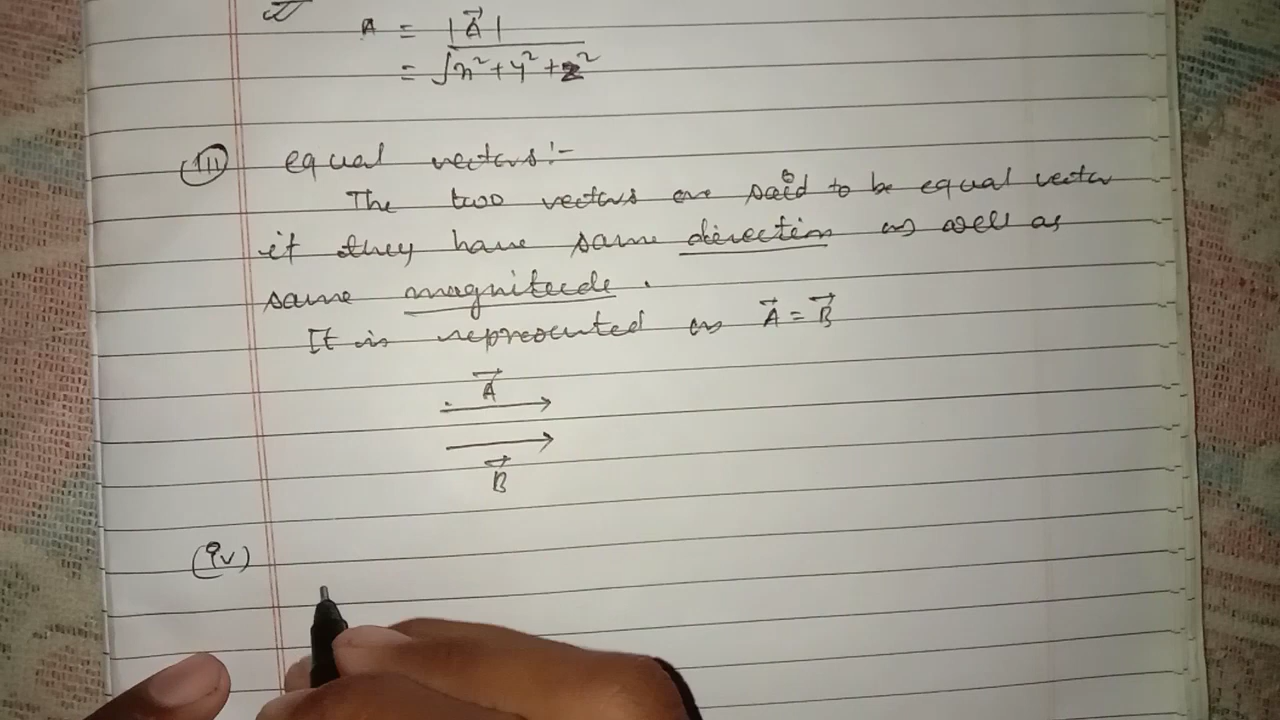 A = |A⃗|
= √x²+y²+z²
(III) equal vectors:-
The two vectors are said to be equal vector
if they have same direction as well as
same magnitude.
It is represented as A⃗ = B⃗
A⃗
B⃗
(iv)